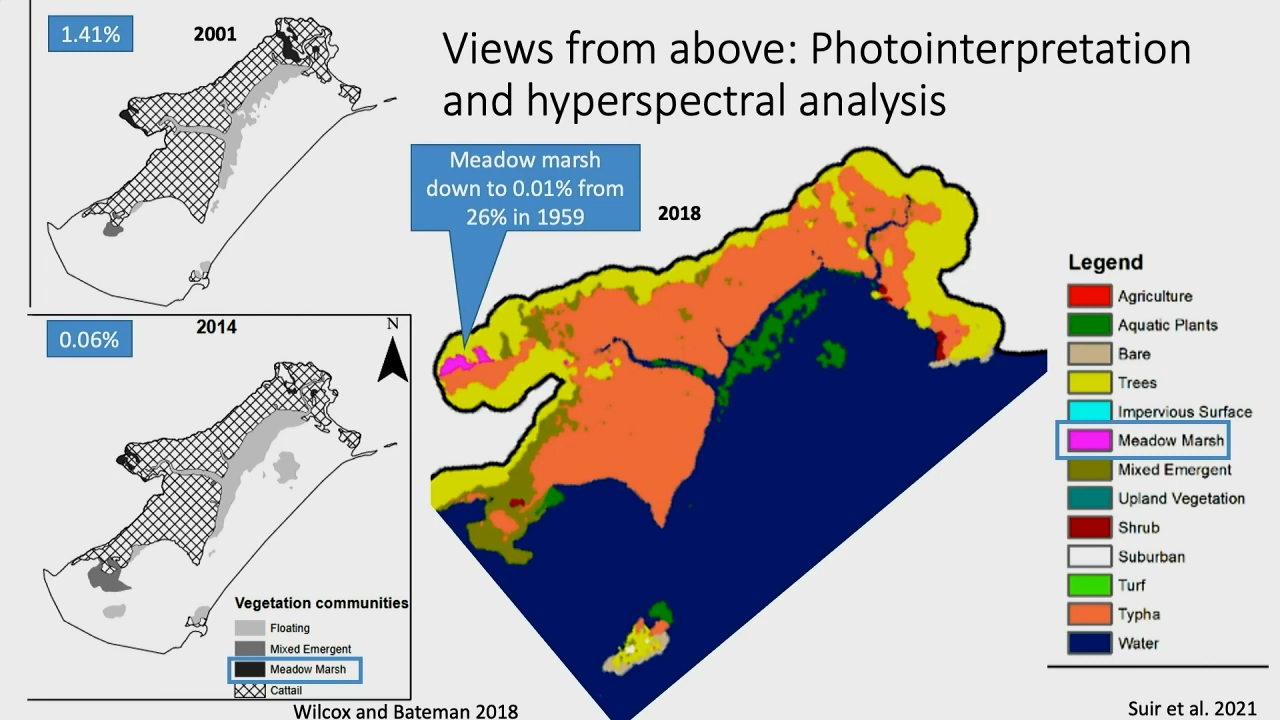 Views from above: Photointerpretation
and hyperspectral analysis
1.41%
2001
0.06%
2014
N
Vegetation communities
Floating
Mixed Emergent
Meadow Marsh
Cattail
Wilcox and Bateman 2018
Meadow marsh
down to 0.01% from
26% in 1959
2018
Legend
Agriculture
Aquatic Plants
Bare
Trees
Impervious Surface
Meadow Marsh
Mixed Emergent
Upland Vegetation
Shrub
Suburban
Turf
Typha
Water
Suir et al. 2021